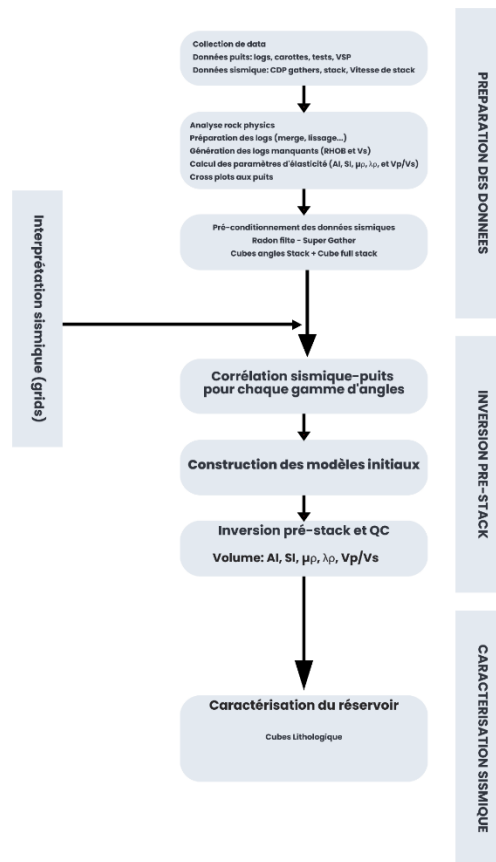 Collection de data
Données puits: logs, carottes, tests, VSP
Données sismique: CDP gathers, stack, Vitesse de stack
Analyse rock physics
Préparation des logs (merge, lissage...)
Génération des logs manquants (RHOB et Vs)
Calcul des paramètres d'élasticité (AI, SI, μρ, λρ, et Vp/Vs)
Cross plots aux puits
Pré-conditionnement des données sismiques
Radon filte - Super Gather
Cubes angles Stack + Cube full stack
PREPARATION DES DONNEES
Interprétation sismique (grids)
Corrélation sismique-puits
pour chaque gamme d'angles
Construction des modèles initiaux
Inversion pré-stack et QC
Volume: AI, SI, μρ, λρ, Vp/Vs
INVERSION PRE-STACK
Caractérisation du réservoir
Cubes Lithologique
CARACTERISATION SISMIQUE